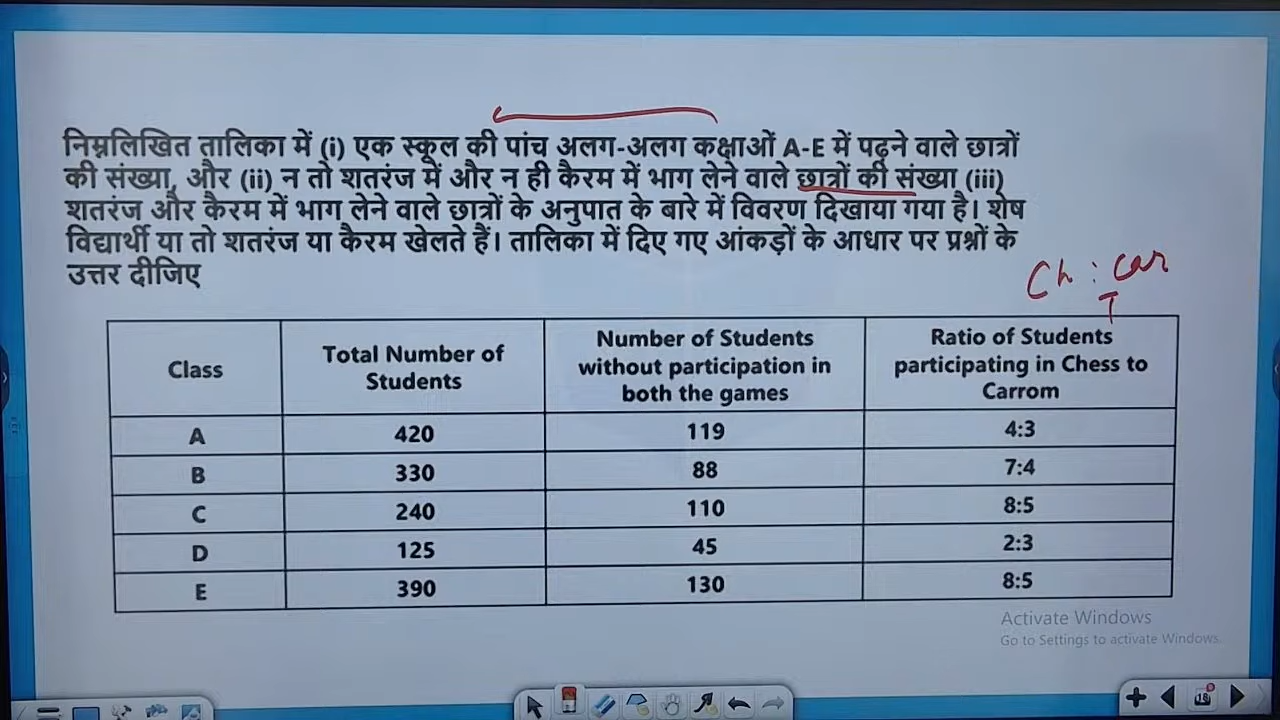 निम्नलिखित तालिका में (i) एक स्कूल की पांच अलग-अलग कक्षाओं A-E में पढ़ने वाले छात्रों
की संख्या, और (ii) न तो शतरंज में और न ही कैरम में भाग लेने वाले छात्रों की संख्या (iii)
शतरंज और कैरम में भाग लेने वाले छात्रों के अनुपात के बारे में विवरण दिखाया गया है। शेष
विद्यार्थी या तो शतरंज या कैरम खेलते हैं। तालिका में दिए गए आंकड़ों के आधार पर प्रश्नों के
उत्तर दीजिए
Ch : car
T
Class Total Number of Students Number of Students without participation in both the games Ratio of Students participating in Chess to Carrom
A 420 119 4:3
B 330 88 7:4
C 240 110 8:5
D 125 45 2:3
E 390 130 8:5
Activate Windows
Go to Settings to activate Windows.
18